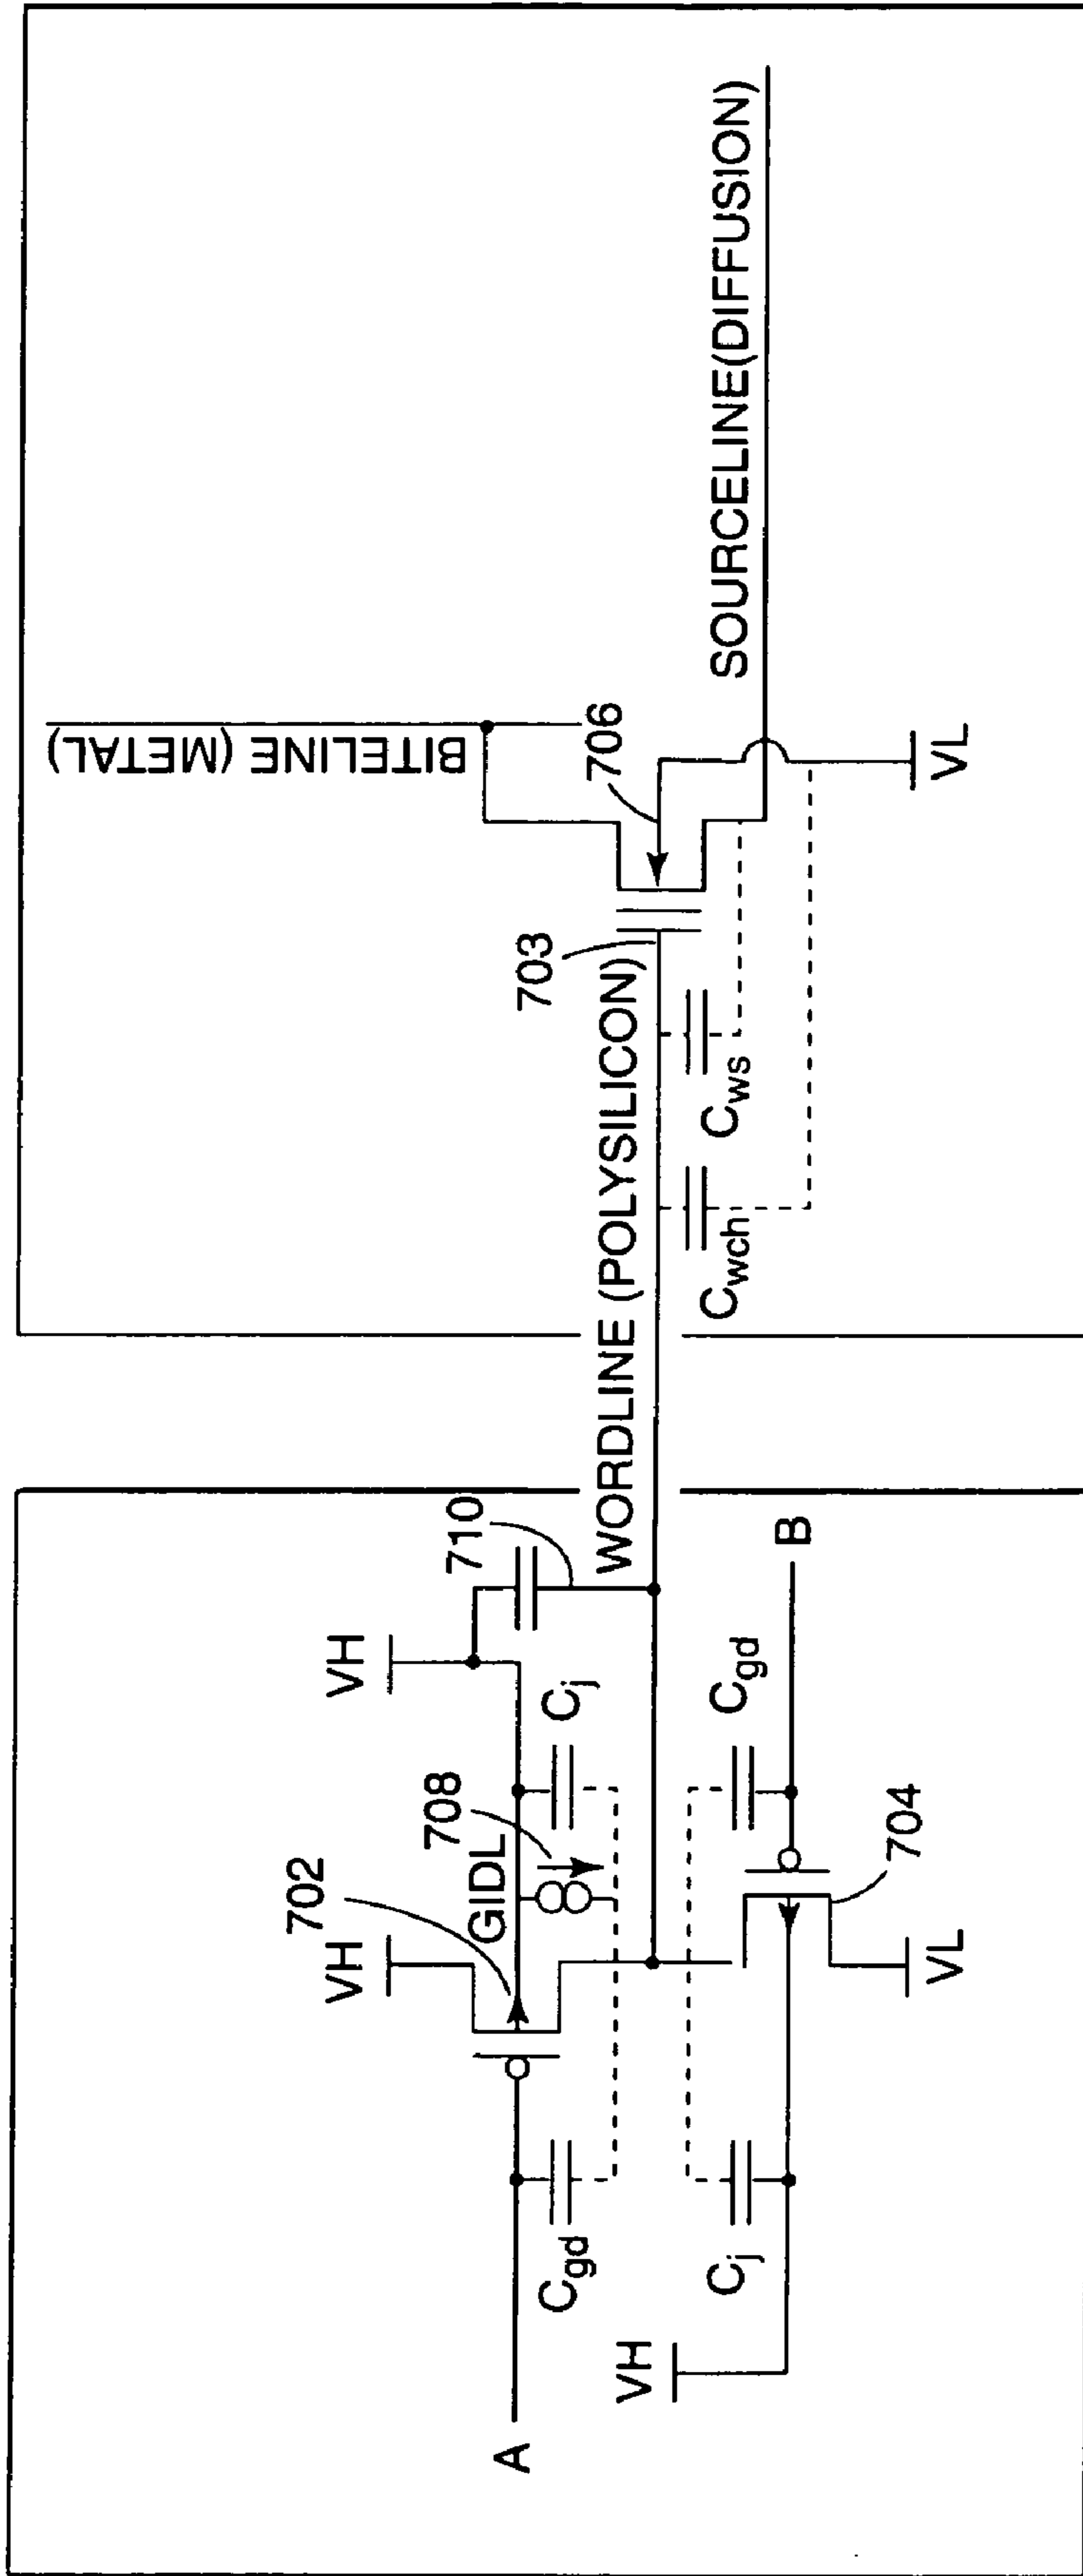 VH
702
VH
710
GIDL
708
A
C_gd
C_j
VH
C_j
C_gd
B
704
VL
WORDLINE (POLYSILICON)
703
C_wch
C_ws
BITELINE (METAL)
706
VL
SOURCELINE(DIFFUSION)